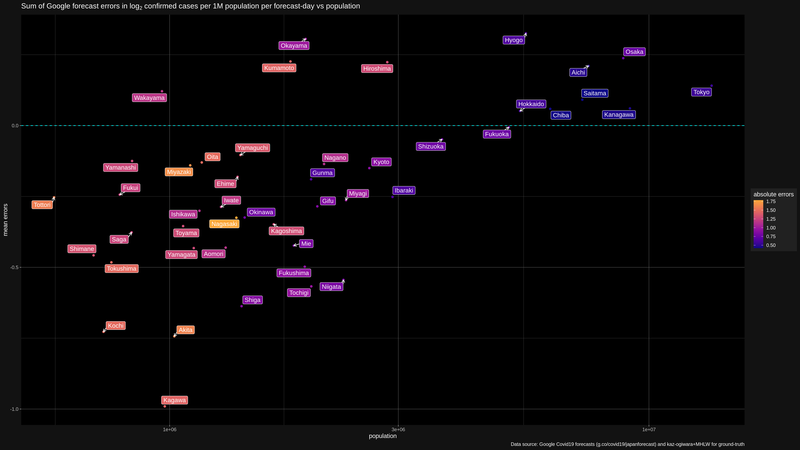 Sum of Google forecast errors in log₂ confirmed cases per 1M population per forecast-day vs population
Hyogo
Okayama
Osaka
Kumamoto
Hiroshima
Aichi
Saitama
Tokyo
Wakayama
Hokkaido
Chiba
Kanagawa
0.0
Fukuoka
Shizuoka
Yamaguchi
Oita
Nagano
Kyoto
Yamanashi
Miyazaki
Gunma
Ehime
Fukui
Ibaraki
Miyagi
Iwate
Gifu
Tottori
Ishikawa
Okinawa
Nagasaki
Toyama
Kagoshima
Saga
Mie
Shimane
Yamagata
Aomori
-0.5
Tokushima
Fukushima
Niigata
Tochigi
Shiga
Kochi
Akita
Kagawa
-1.0
mean errors
1e+06
3e+06
1e+07
population
absolute errors
1.75
1.50
1.25
1.00
0.75
0.50
Data source: Google Covid19 forecasts (g.co/covid19/japanforecast) and kaz-ogiwara+MHLW for ground-truth